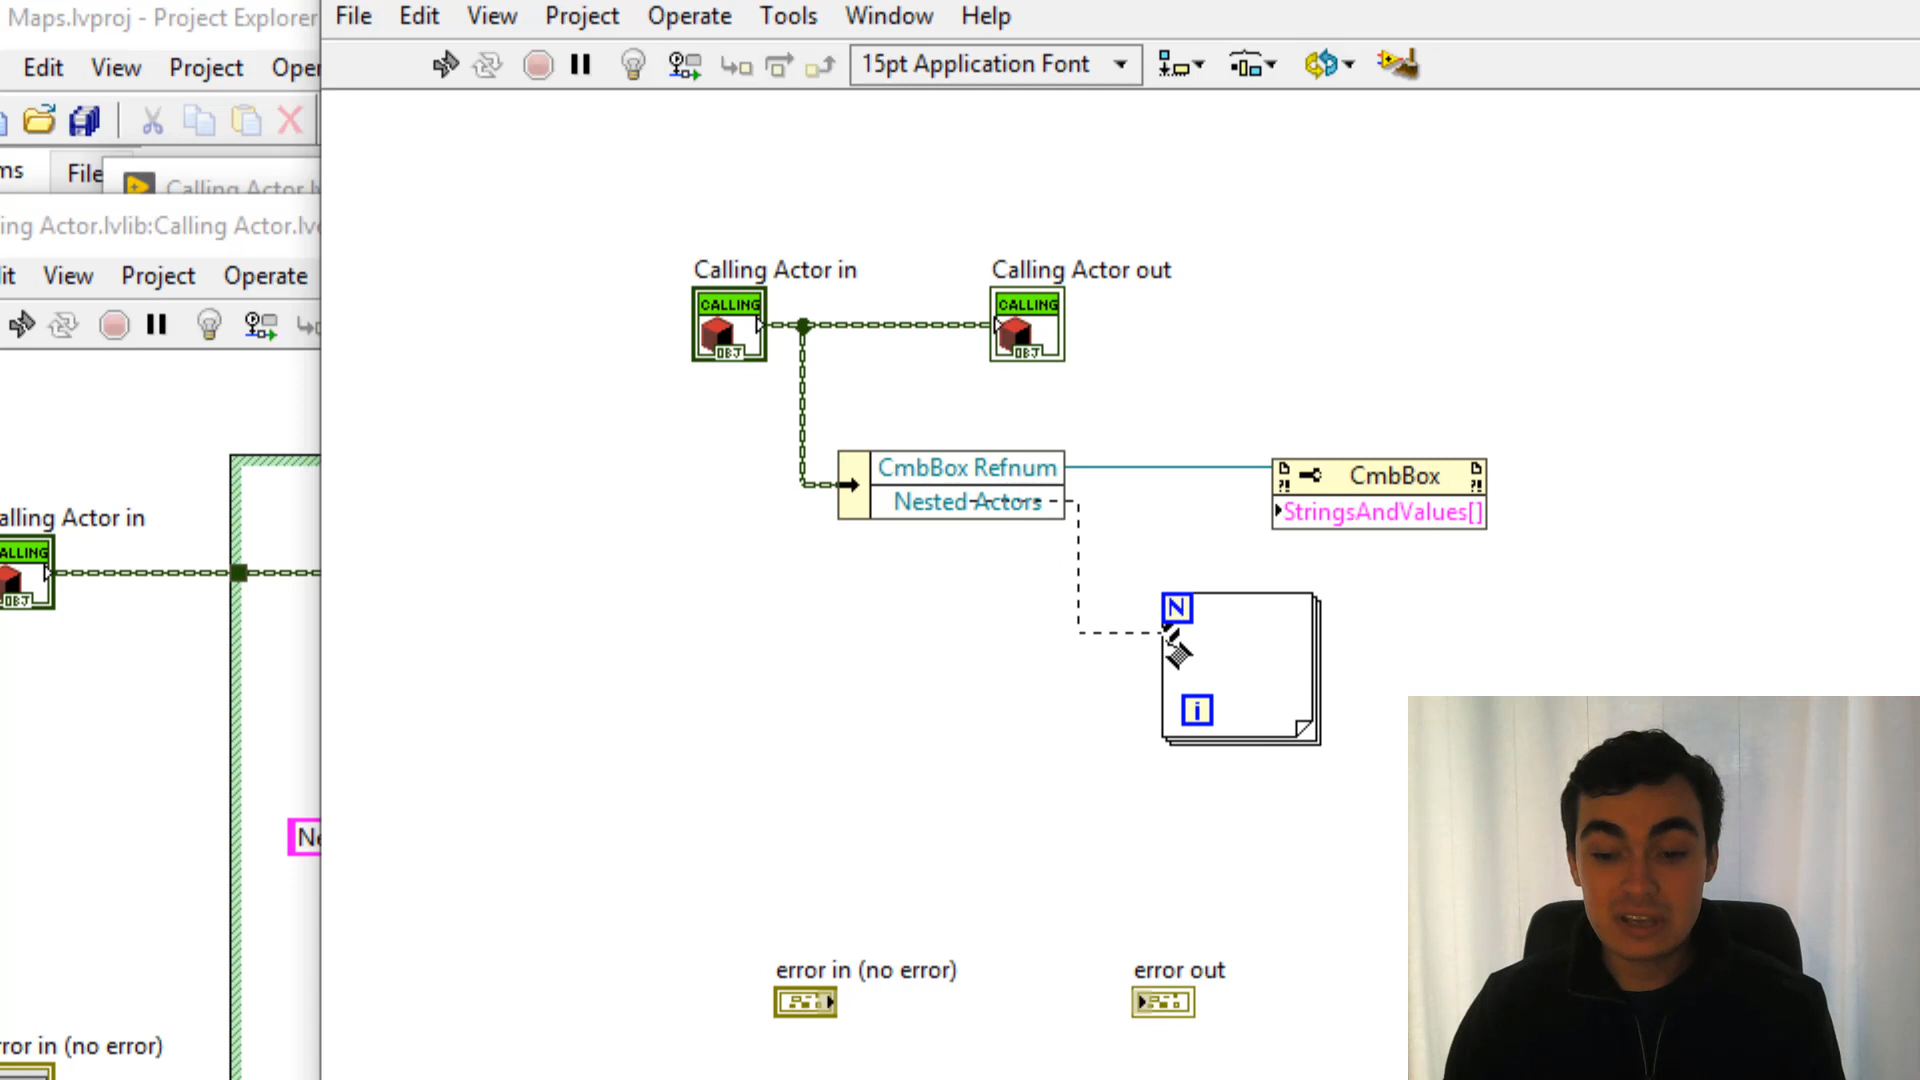 Maps.lvproj - Project Explorer
Edit View Project Ope
ms File
Calling Actor.lv
ing Actor.lvlib:Calling Actor.lv
it View Project Operate
alling Actor in
ALLING
OBJ
Ne
rror in (no error)
File Edit View Project Operate Tools Window Help
15pt Application Font
Calling Actor in
CALLING
OBJ
Calling Actor out
CALLING
OBJ
CmbBox Refnum
Nested Actors
CmbBox
StringsAndValues[]
N
i
error in (no error)
error out